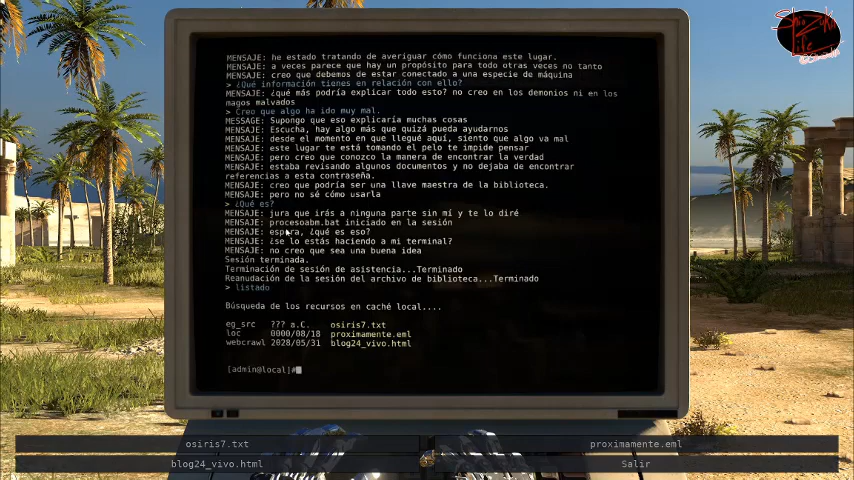 MENSAJE: he estado tratando de averiguar cómo funciona este lugar.
MENSAJE: a veces parece que hay un propósito para todo otras veces no tanto
MENSAJE: creo que debemos de estar conectado a una especie de máquina
> ¿Qué información tienes en relación con ello?
MENSAJE: ¿qué más podría explicar todo esto? no creo en los demonios ni en los
magos malvados
> Creo que algo ha ido muy mal.
MESSAGE: Supongo que eso explicaría muchas cosas
MENSAJE: Escucha, hay algo más que quizá pueda ayudarnos
MENSAJE: desde el momento en que llegué aquí, siento que algo va mal
MENSAJE: este lugar te está tomando el pelo te impide pensar
MENSAJE: pero creo que conozco la manera de encontrar la verdad
MENSAJE: estaba revisando algunos documentos y no dejaba de encontrar
referencias a esta contraseña.
MENSAJE: creo que podría ser una llave maestra de la biblioteca.
MENSAJE: pero no sé cómo usarla
> ¿Qué es?
MENSAJE: jura que irás a ninguna parte sin mí y te lo diré
MENSAJE: procesoabm.bat iniciado en la sesión
MENSAJE: espera, ¿qué es eso?
MENSAJE: ¿se lo estás haciendo a mi terminal?
MENSAJE: no creo que sea una buena idea
Sesión terminada.
Terminación de sesión de asistencia...Terminado
Reanudación de la sesión del archivo de biblioteca...Terminado
> listado
Búsqueda de los recursos en caché local....
eg_src ??? a.C. osiris7.txt
loc 0000/08/18 proximamente.eml
webcrawl 2028/05/31 blog24_vivo.html
[admin@local]#
osiris7.txt proximamente.eml
blog24_vivo.html Salir